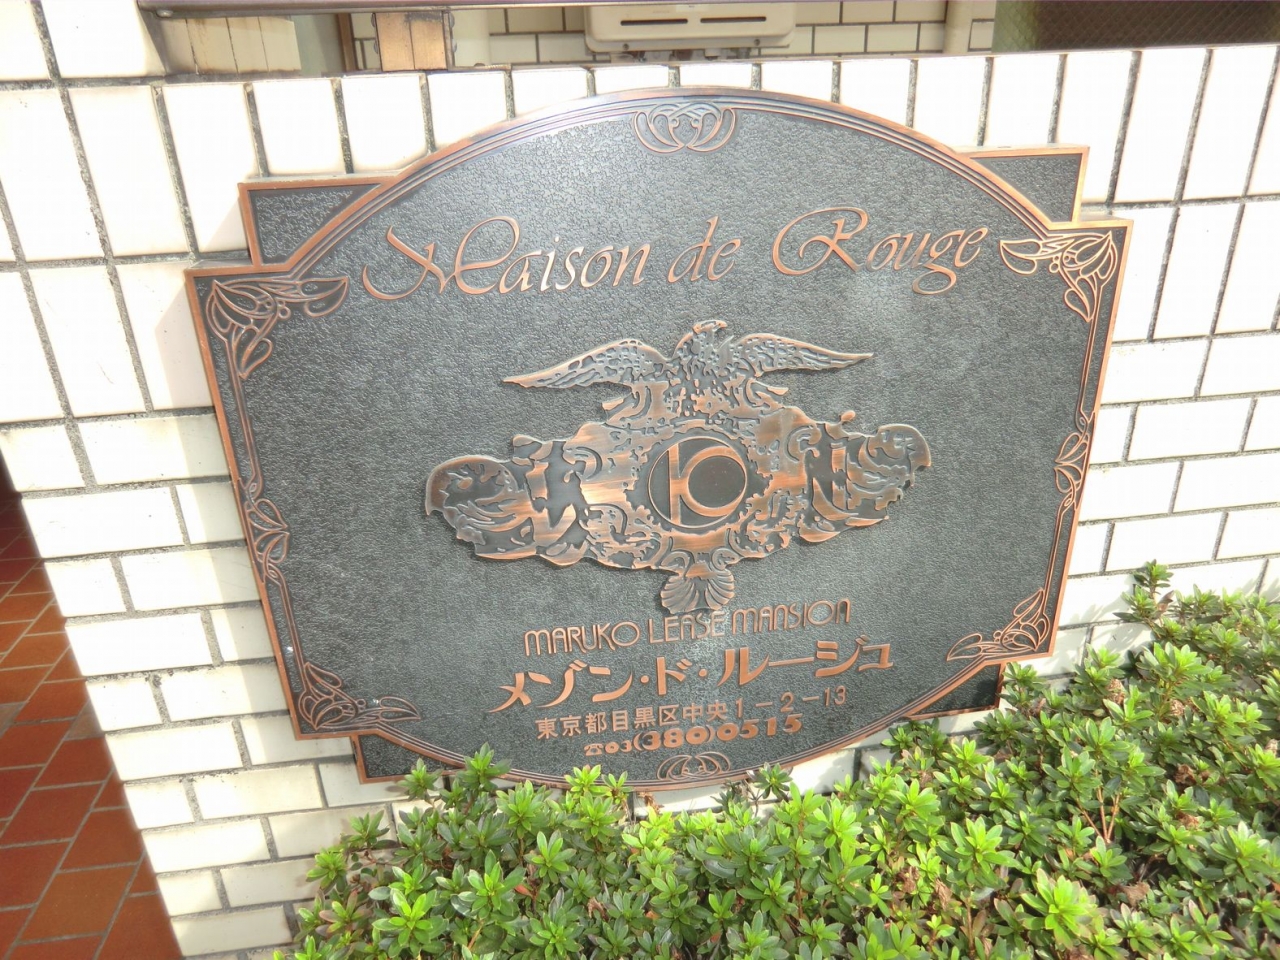 Maison de Rouge
MARUKO LEASE MANSION
メゾン・ド・ルージュ
東京都目黒区中央1-2-13
☎03(380)0515